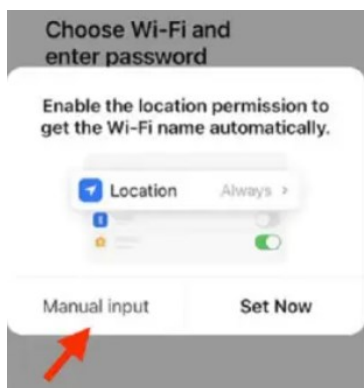 Choose Wi-Fi and
enter password
Enable the location permission to
get the Wi-Fi name automatically.
Location Always >
Manual input Set Now